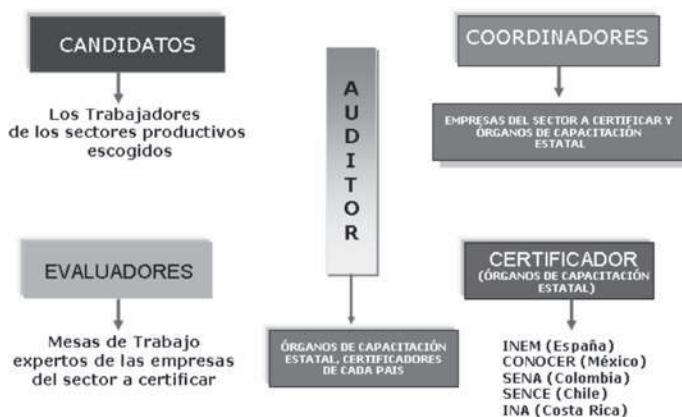 CANDIDATOS
Los Trabajadores
de los sectores productivos
escogidos
AUDITOR
ÓRGANOS DE CAPACITACIÓN
ESTATAL, CERTIFICADORES
DE CADA PAIS
COORDINADORES
EMPRESAS DEL SECTOR A CERTIFICAR Y
ÓRGANOS DE CAPACITACIÓN
ESTATAL
EVALUADORES
Mesas de Trabajo
expertos de las empresas
del sector a certificar
CERTIFICADOR
(ÓRGANOS DE CAPACITACIÓN
ESTATAL)
INEM (España)
CONOCER (México)
SENA (Colombia)
SENCE (Chile)
INA (Costa Rica)